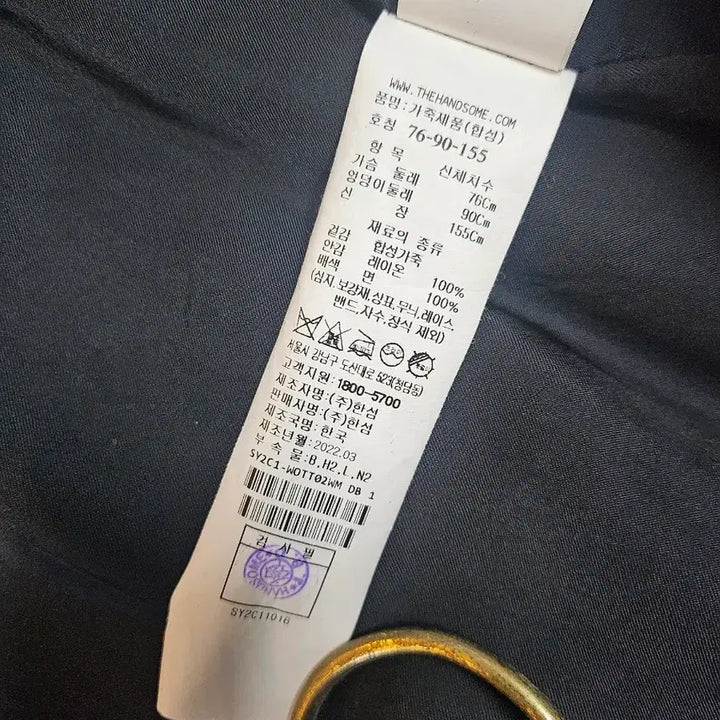 WWW.THEHANDSOME.COM
품명:가죽제품(합성)
호칭 76-90-155
항 목 신체치수
가슴 둘레 76Cm
엉덩이둘레 90Cm
신 장 155Cm
재료의 종류
겉감 합성가죽 100%
안감 레이온 100%
배색 면
(심지,보강재,상표,무늬,레이스,
밴드,자수,장식 제외)
서울시 강남구 도산대로 523(청담동)
고객지원: 1800-5700
제조자명:(주)한섬
판매자명:(주)한섬
제조국명: 한국
제조년월: 2022.03
부 속 물:B.H2.L.N2
SY2C1-WOTT02WM DB 1
검 사 필
SY2C11016